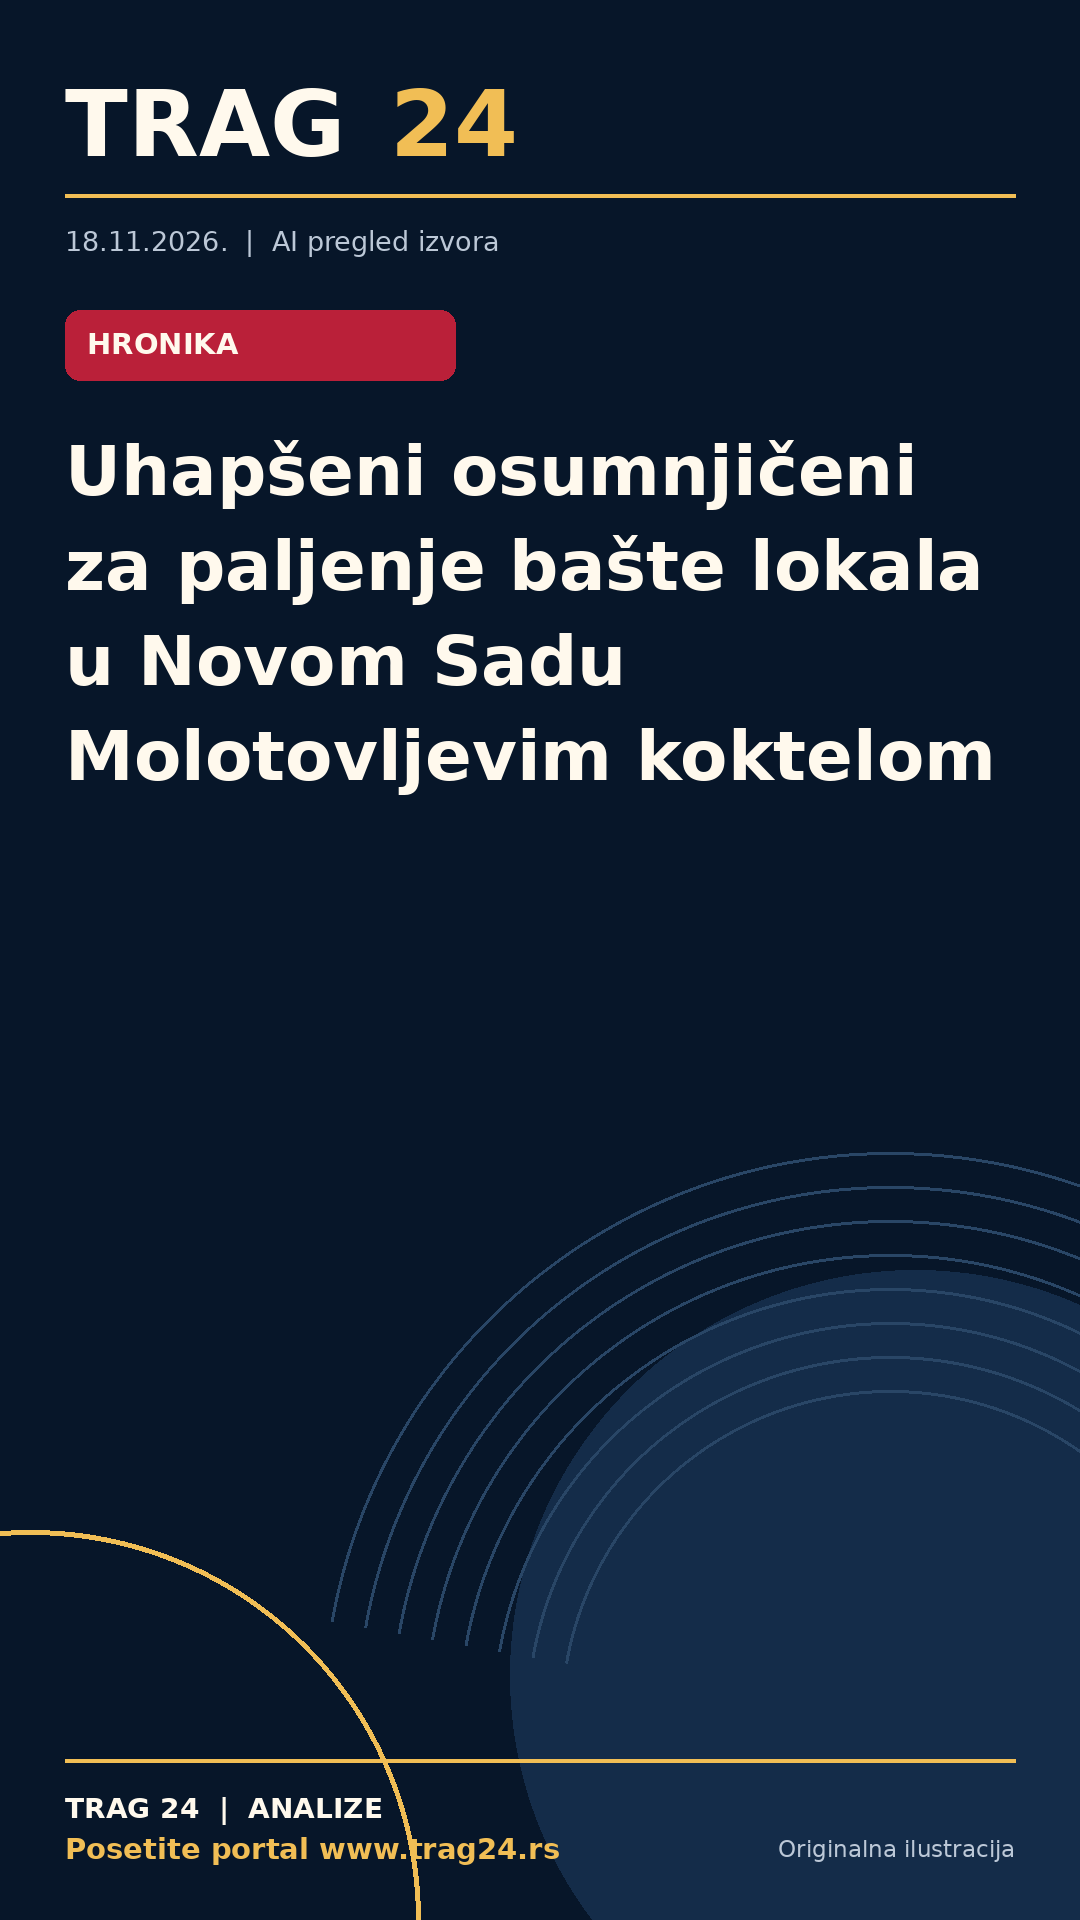 TRAG 24
18.11.2026. | AI pregled izvora
HRONIKA
Uhapšeni osumnjičeni
za paljenje bašte lokala
u Novom Sadu
Molotovljevim koktelom
TRAG 24 | ANALIZE
Posetite portal www.trag24.rs
Originalna ilustracija